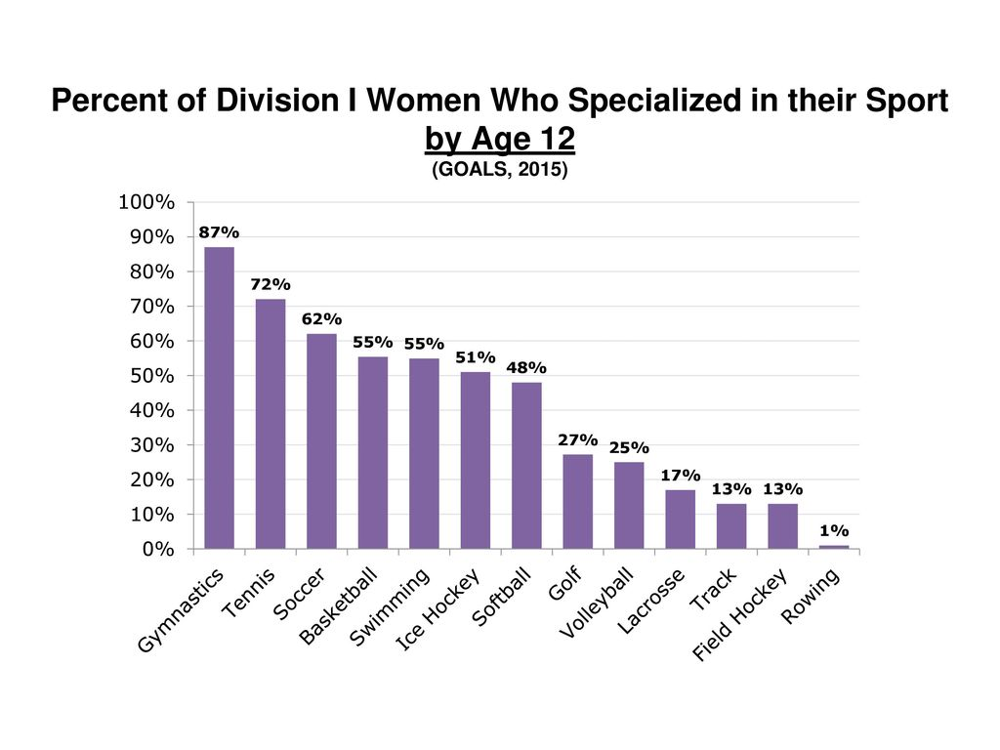 Percent of Division I Women Who Specialized in their Sport
by Age 12
(GOALS, 2015)
100%
90%
80%
70%
60%
50%
40%
30%
20%
10%
0%
87%
72%
62%
55%
55%
51%
48%
27%
25%
17%
13%
13%
1%
Gymnastics
Tennis
Soccer
Basketball
Swimming
Ice Hockey
Softball
Golf
Volleyball
Lacrosse
Track
Field Hockey
Rowing